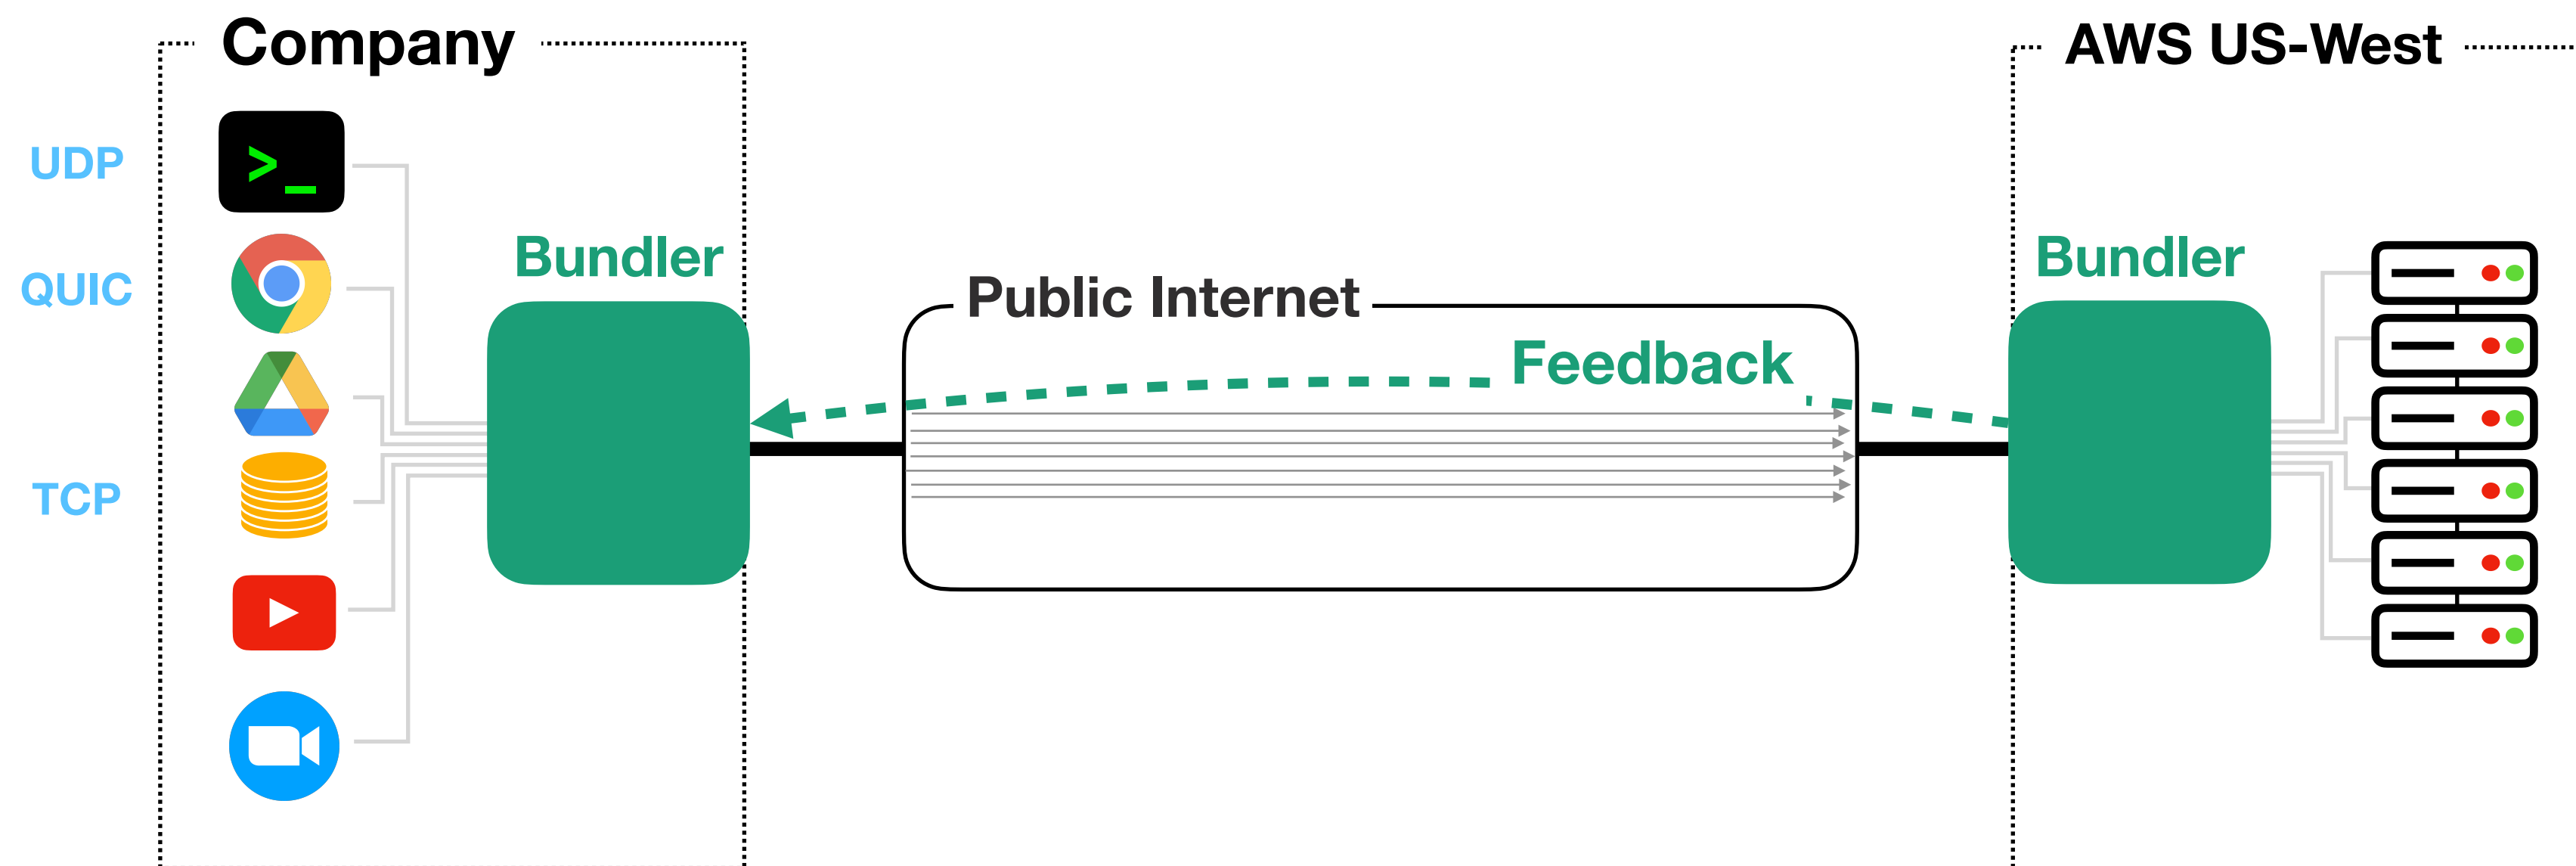 Company
AWS US-West
UDP
>_
QUIC
Bundler
Bundler
Public Internet
Feedback
TCP